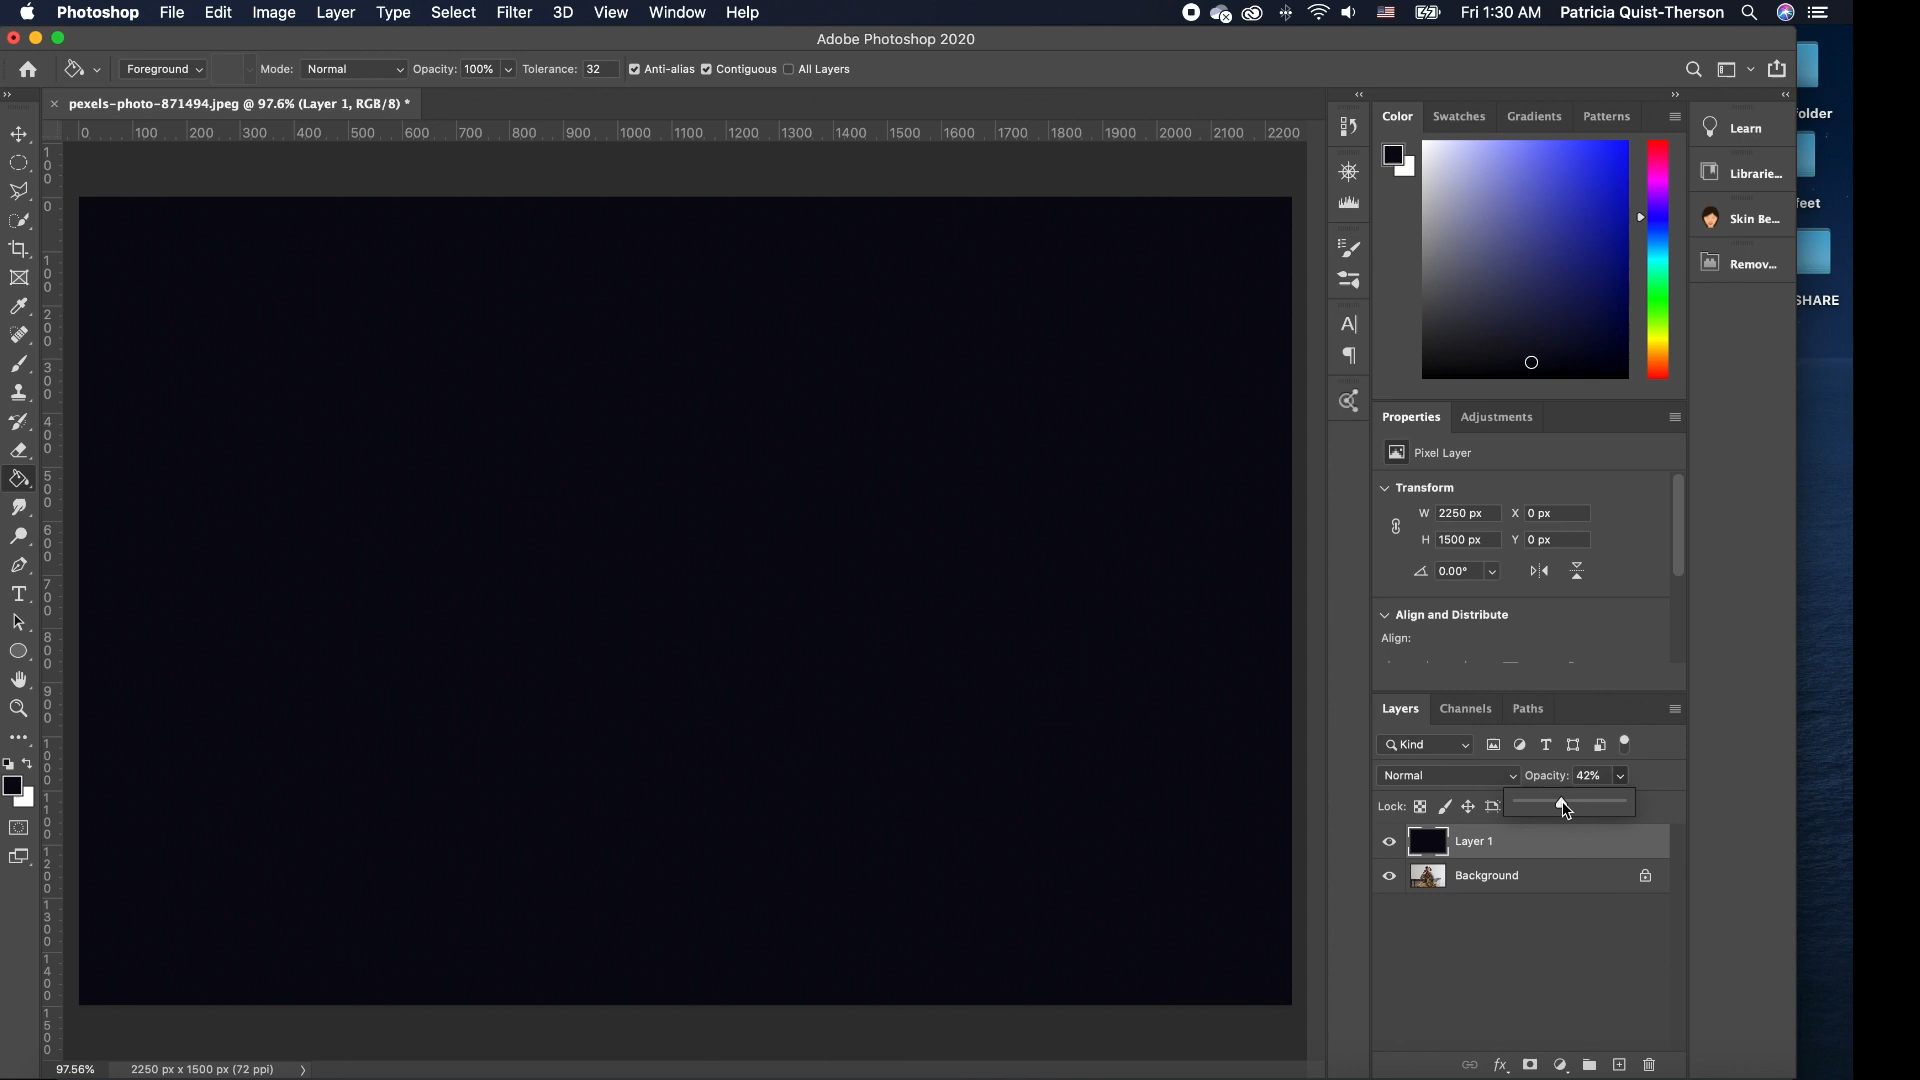 Photoshop File Edit Image Layer Type Select Filter 3D View Window Help Fri 1:30 AM Patricia Quist-Therson
Adobe Photoshop 2020
Foreground Mode: Normal Opacity: 100% Tolerance: 32 Anti-alias Contiguous All Layers
pexels-photo-871494.jpeg @ 97.6% (Layer 1, RGB/8) *
0 100 200 300 400 500 600 700 800 900 1000 1100 1200 1300 1400 1500 1600 1700 1800 1900 2000 2100 2200
100
0
100
200
300
400
500
600
700
800
900
1000
1100
1200
1300
1400
1500
Color Swatches Gradients Patterns
Learn
Librarie...
Skin Be...
Remov...
older
feet
SHARE
Properties Adjustments
Pixel Layer
Transform
W 2250 px X 0 px
H 1500 px Y 0 px
0.00°
Align and Distribute
Align:
Layers Channels Paths
Kind
Normal Opacity: 42%
Lock:
Layer 1
Background
97.56% 2250 px x 1500 px (72 ppi)